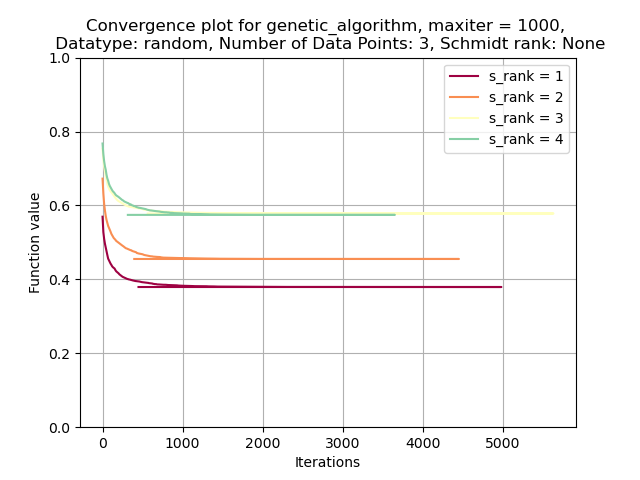 Convergence plot for genetic_algorithm, maxiter = 1000,
Datatype: random, Number of Data Points: 3, Schmidt rank: None
1.0
0.8
0.6
0.4
0.2
0.0
Function value
s_rank = 1
s_rank = 2
s_rank = 3
s_rank = 4
0 1000 2000 3000 4000 5000
Iterations